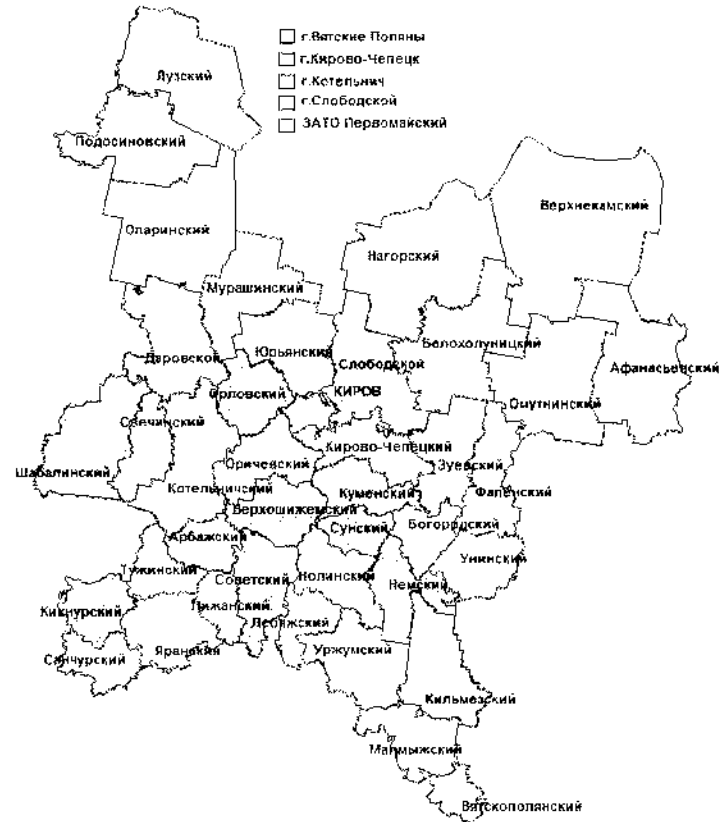 г.Вятские Поляны
г.Кирово-Чепецк
г.Котельнич
г.Слободской
ЗАТО Первомайский
Лузский
Подосиновский
Опаринский
Верхнекамский
Нагорский
Мурашинский
Даровской
Юрьянский
Слободской
Белохолуницкий
Афанасьевский
Орловский
КИРОВ
Омутнинский
Свечинский
Шабалинский
Оричевский
Кирово-Чепецкий
Зуевский
Фаленский
Котельничский
Куменский
Верхошижемский
Богородский
Арбажский
Сунский
Унинский
Тужинский
Советский
Нолинский
Немский
Кикнурский
Пижанский
Лебяжский
Санчурский
Яранский
Уржумский
Кильмезский
Малмыжский
Вятскополянский